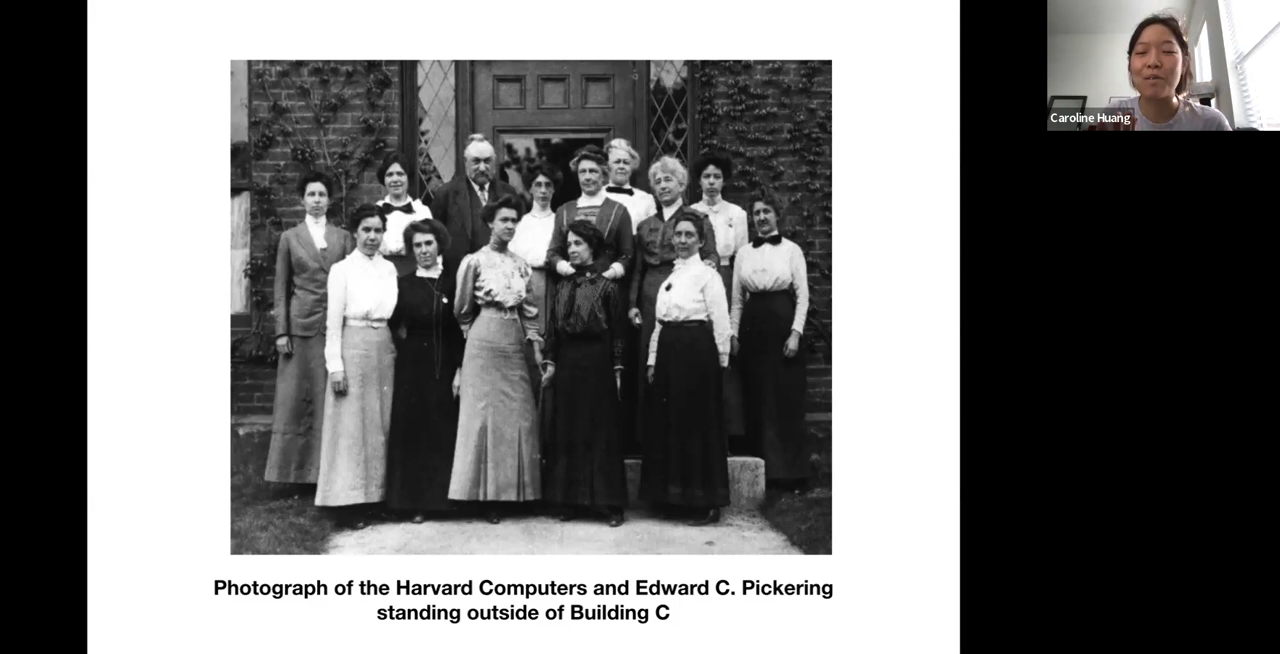 Caroline Huang
Photograph of the Harvard Computers and Edward C. Pickering
standing outside of Building C